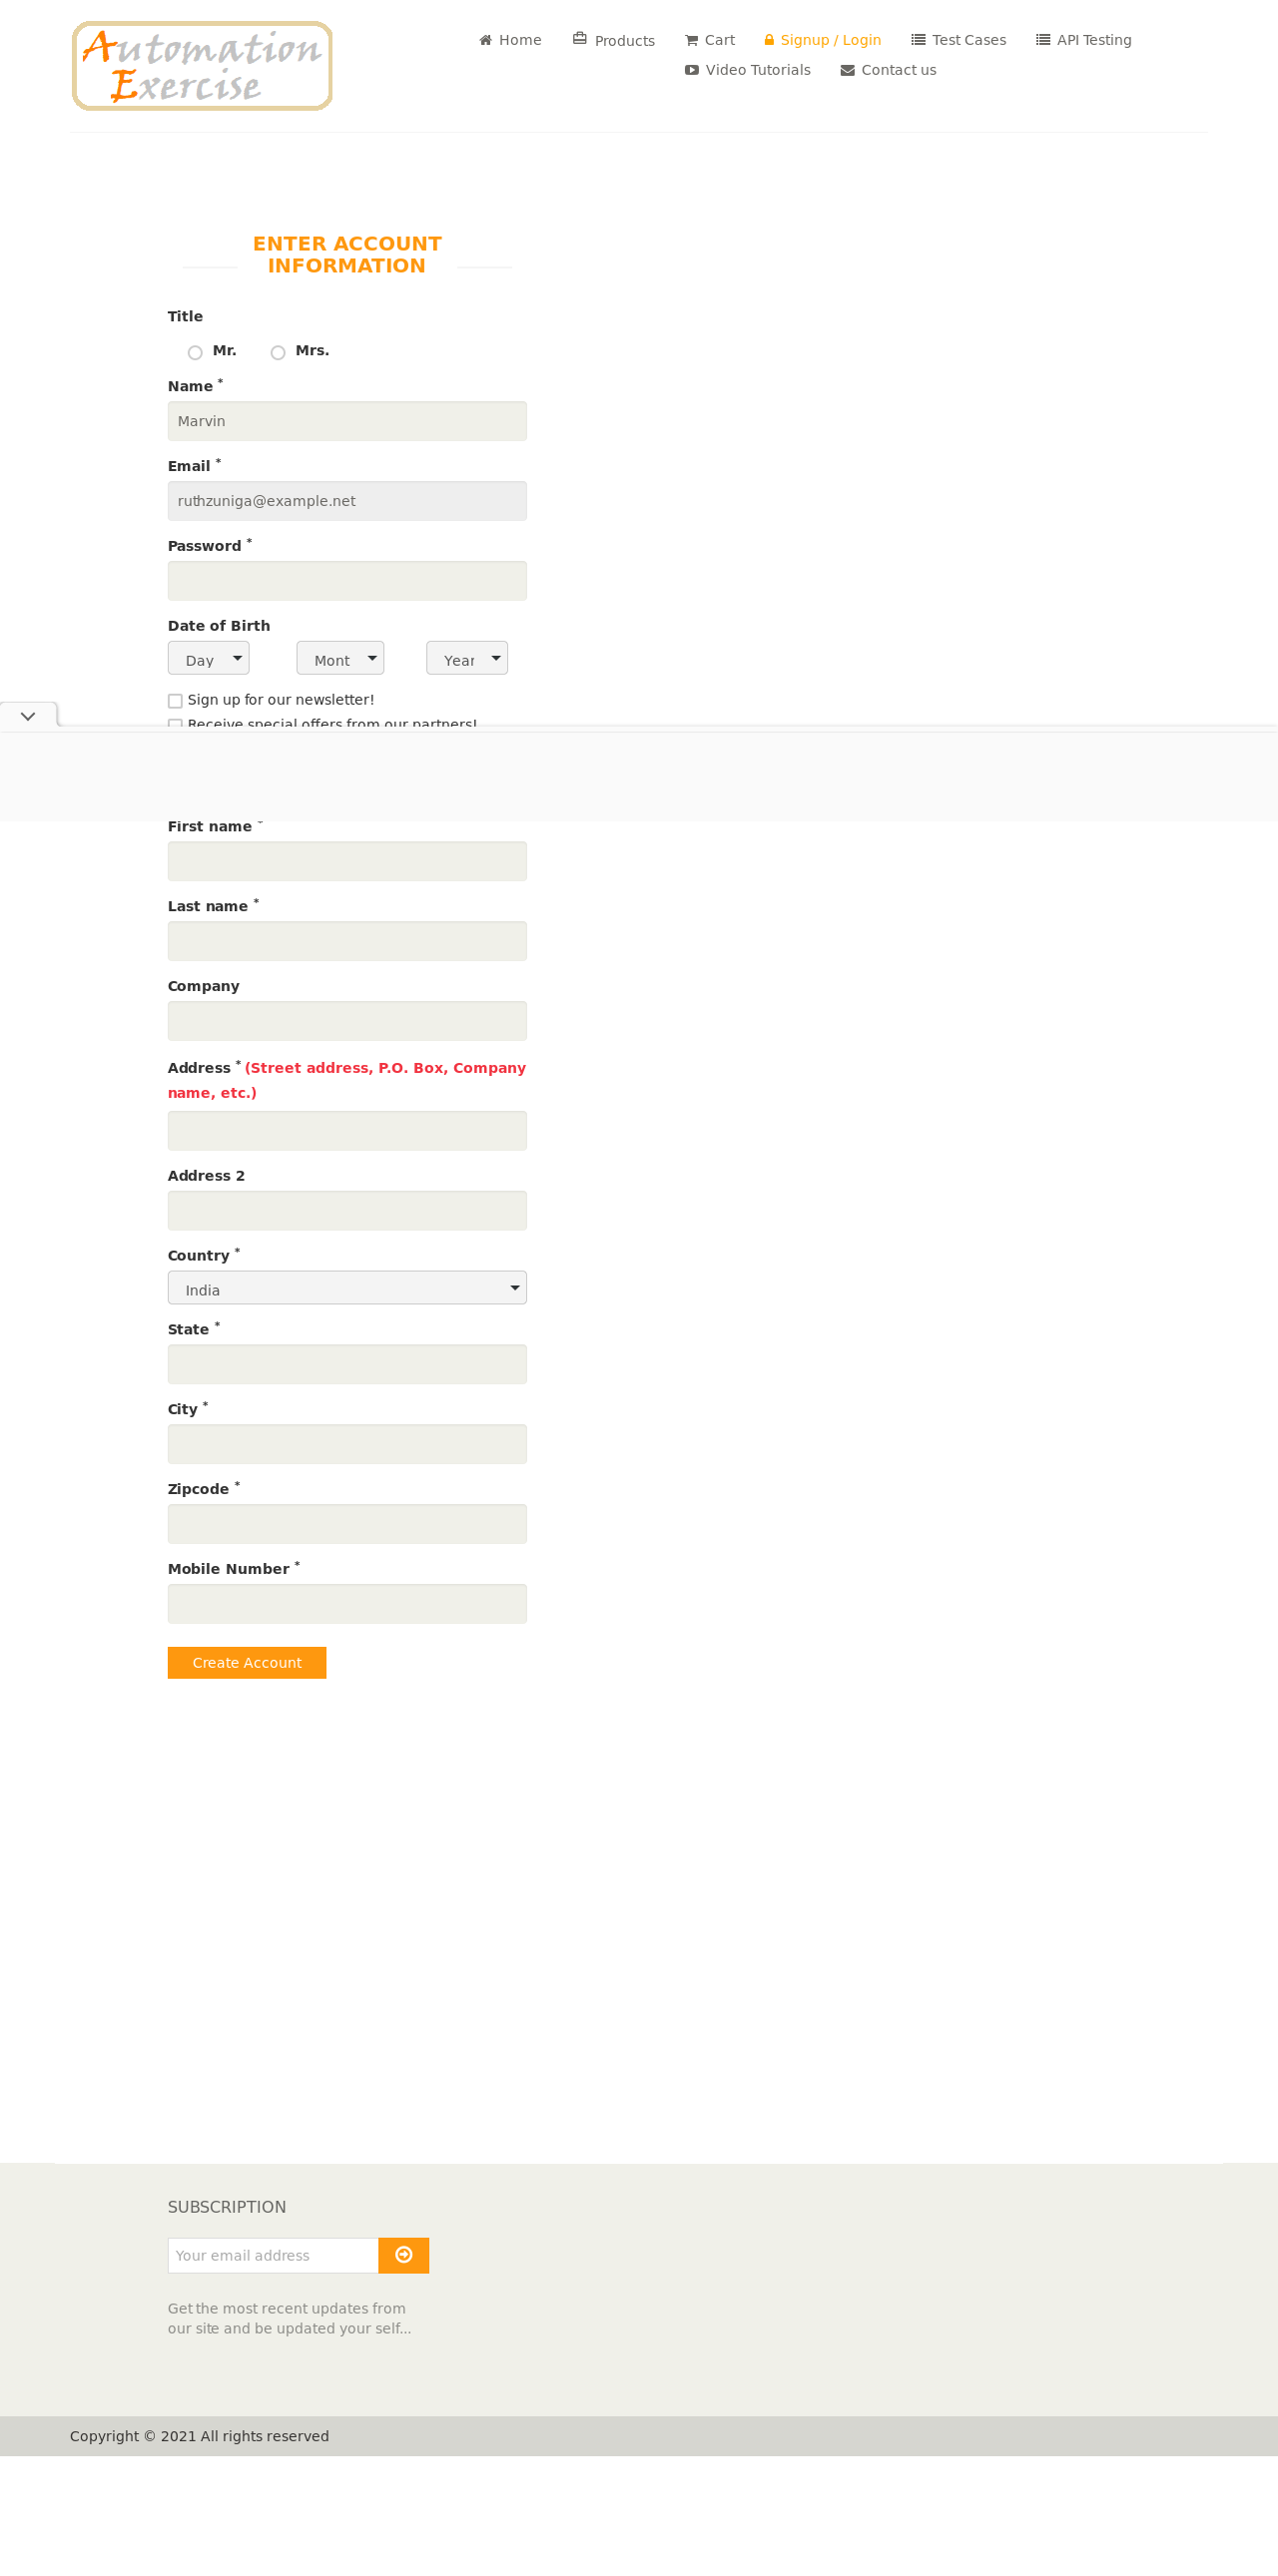 Automation
Exercise
Home
Products
Cart
Signup / Login
Test Cases
API Testing
Video Tutorials
Contact us
ENTER ACCOUNT
INFORMATION
Title
Mr.
Mrs.
Name *
Marvin
Email *
ruthzuniga@example.net
Password *
Date of Birth
Day
Mont
Year
Sign up for our newsletter!
Receive special offers from our partners!
First name *
Last name *
Company
Address * (Street address, P.O. Box, Company
name, etc.)
Address 2
Country *
India
State *
City *
Zipcode *
Mobile Number *
Create Account
SUBSCRIPTION
Your email address
Get the most recent updates from
our site and be updated your self...
Copyright © 2021 All rights reserved